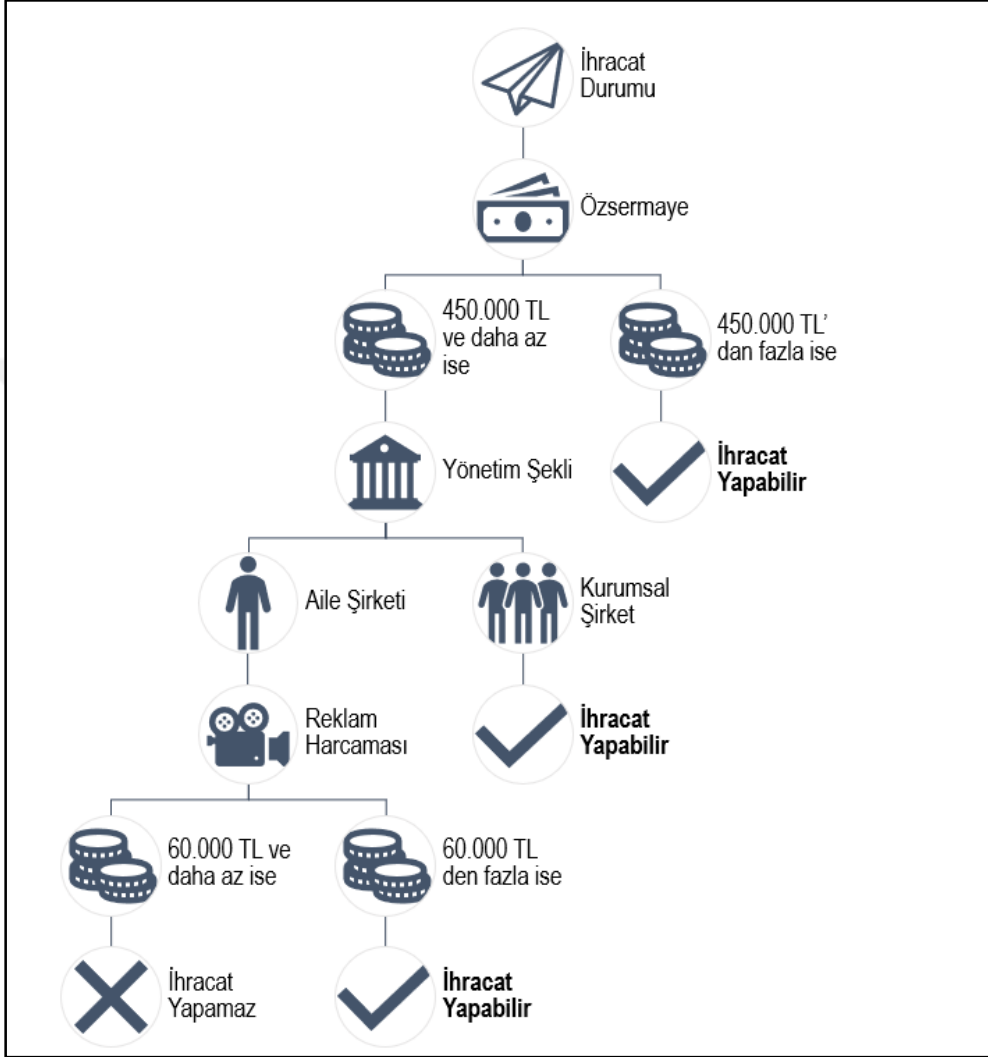 İhracat
Durumu
Özsermaye
450.000 TL
ve daha az
ise
450.000 TL’
dan fazla ise
Yönetim Şekli
İhracat
Yapabilir
Aile Şirketi
Kurumsal
Şirket
Reklam
Harcaması
İhracat
Yapabilir
60.000 TL ve
daha az ise
60.000 TL
den fazla ise
İhracat
Yapamaz
İhracat
Yapabilir